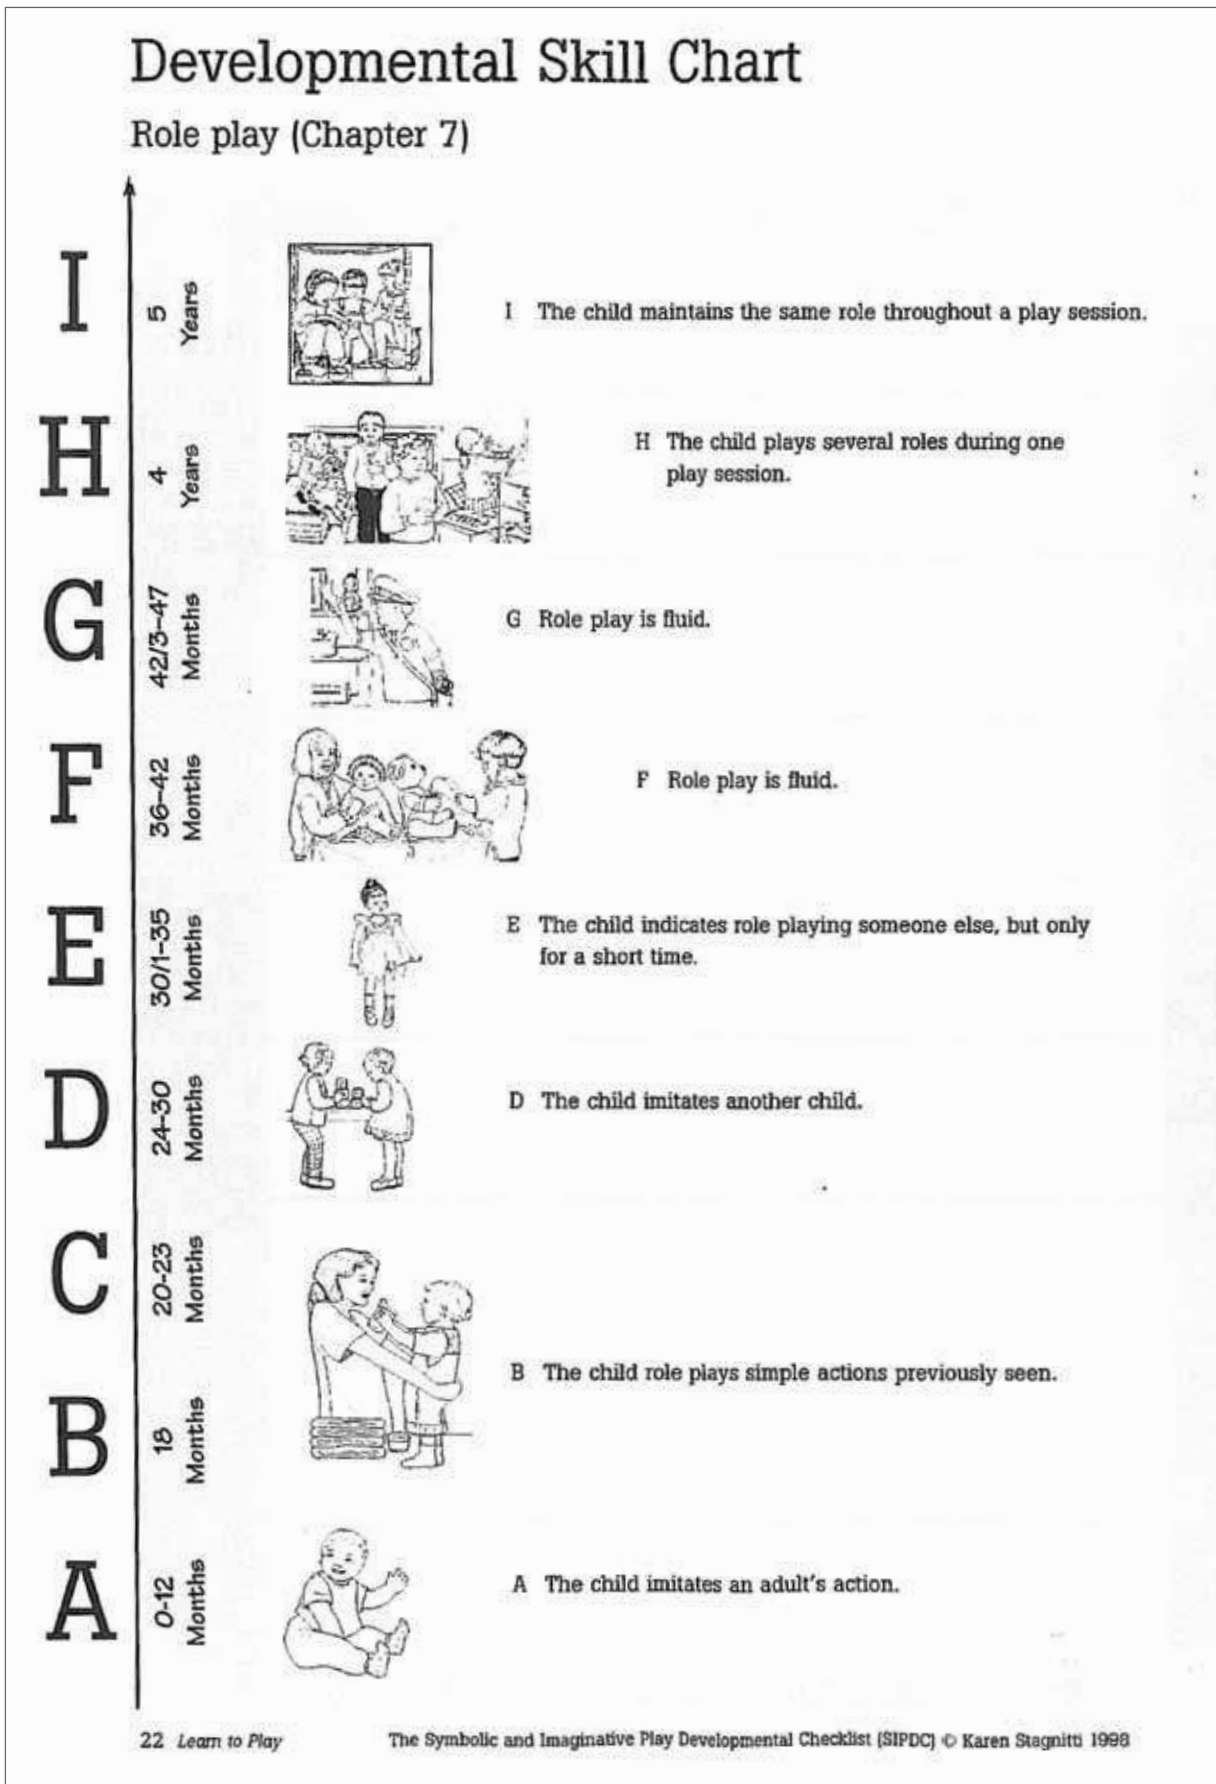 Developmental Skill Chart
Role play (Chapter 7)
I
5
Years
I The child maintains the same role throughout a play session.
H
4
Years
H The child plays several roles during one
play session.
G
42/3–47
Months
G Role play is fluid.
F
36–42
Months
F Role play is fluid.
E
30/1–35
Months
E The child indicates role playing someone else, but only
for a short time.
D
24–30
Months
D The child imitates another child.
C
20-23
Months
B The child role plays simple actions previously seen.
B
18
Months
A
0-12
Months
A The child imitates an adult's action.
22 Learn to Play
The Symbolic and Imaginative Play Developmental Checklist (SIPDC) © Karen Stagnitti 1998